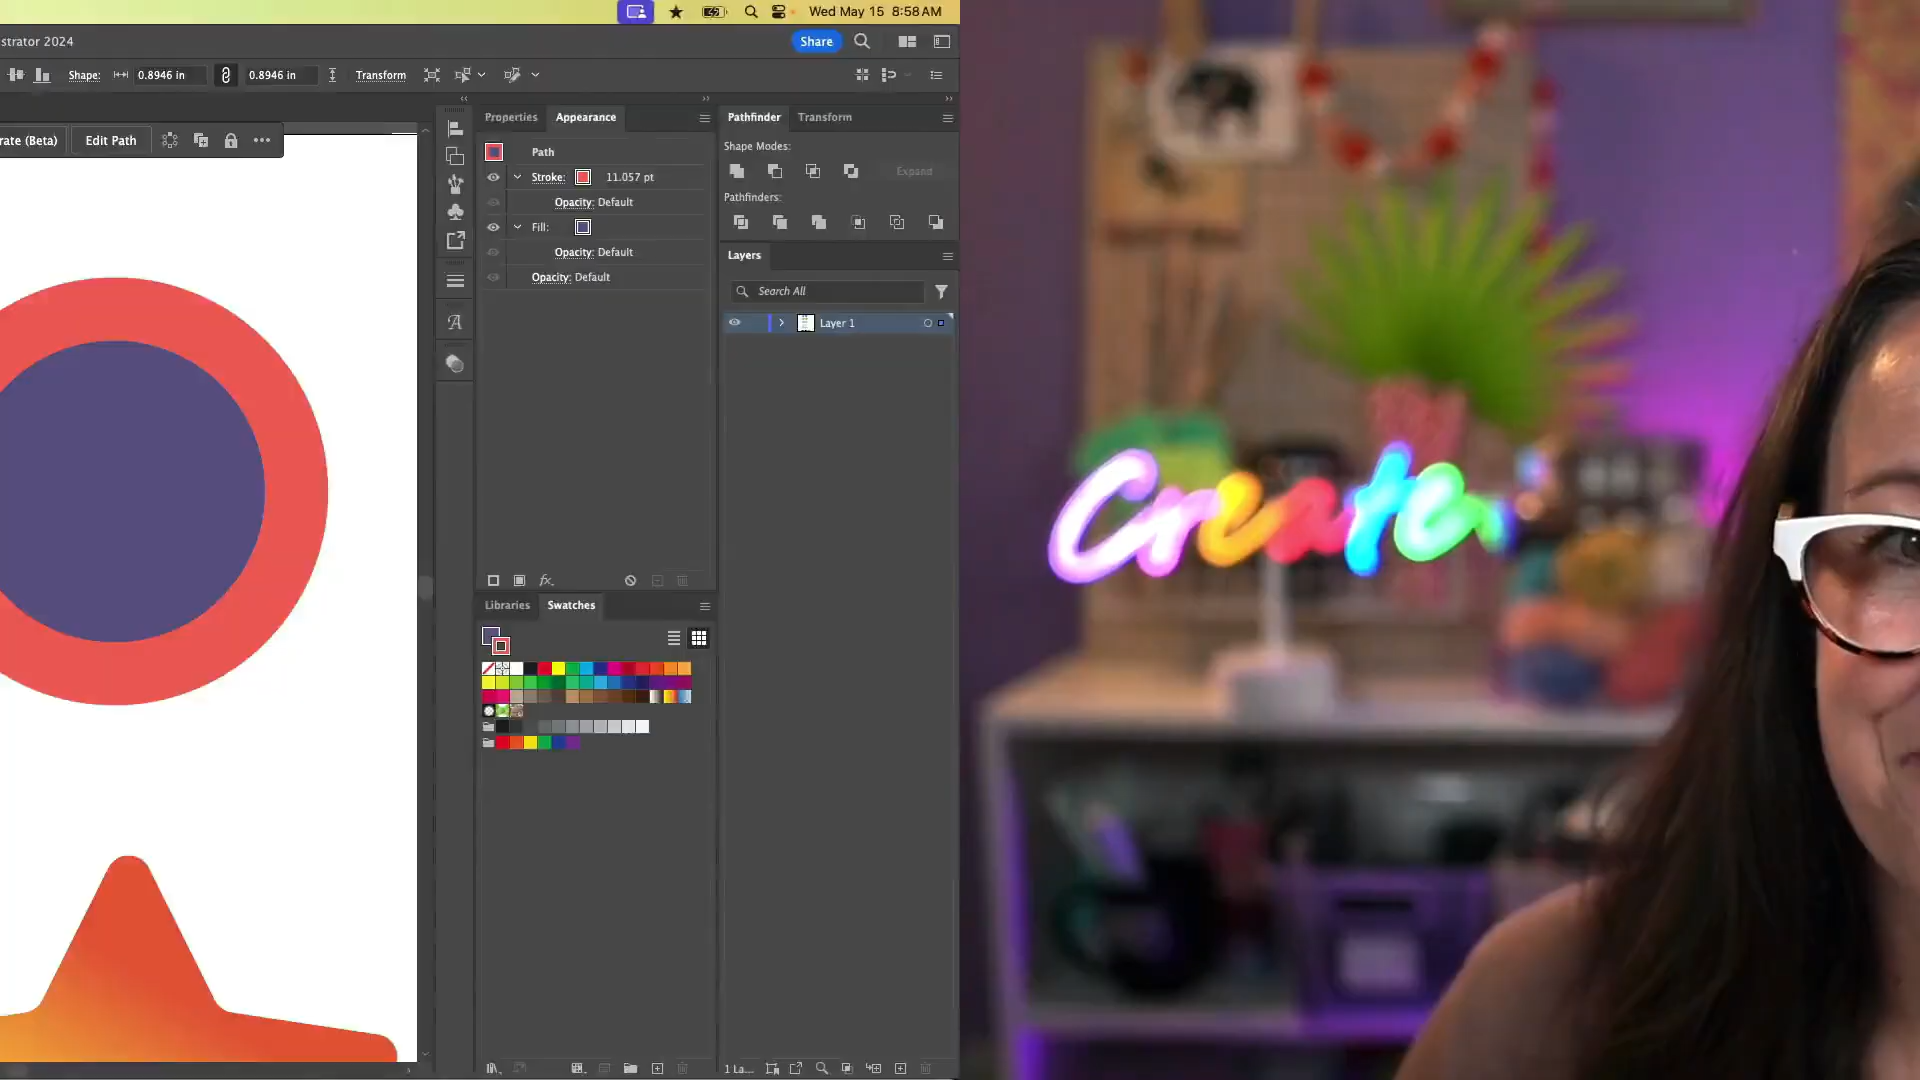 Wed May 15 8:58AM
strator 2024
Share
Shape: 0.8946 in 0.8946 in Transform
rate (Beta) Edit Path
Properties Appearance
Path
Stroke: 11.057 pt
Opacity: Default
Fill:
Opacity: Default
Opacity: Default
Pathfinder Transform
Shape Modes:
Expand
Pathfinders:
Layers
Search All
Layer 1
Libraries Swatches
1 La...
Create